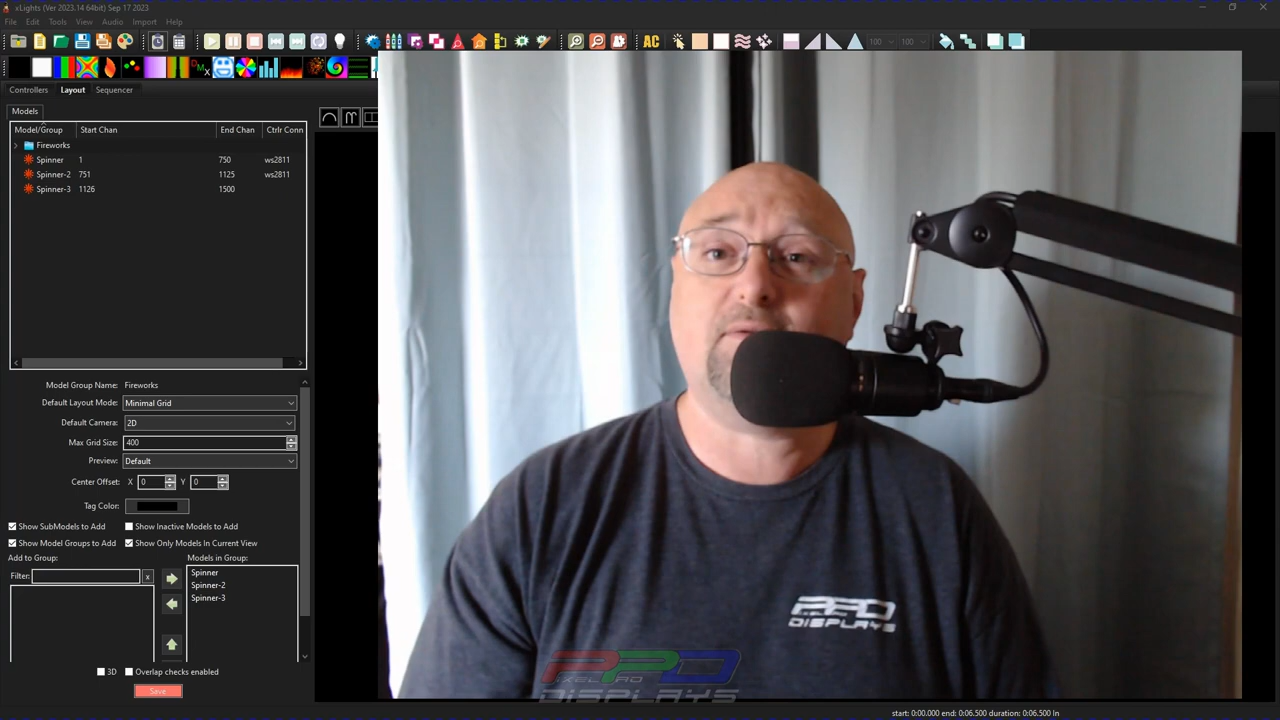 xLights (Ver 2023.14 64bit) Sep 17 2023
File Edit Tools View Audio Import Help
AC 100 100
DMX
Controllers Layout Sequencer
Models
Model/Group Start Chan End Chan Ctrlr Conn
Fireworks
Spinner 1 750 ws2811
Spinner-2 751 1125 ws2811
Spinner-3 1126 1500
Model Group Name: Fireworks
Default Layout Mode: Minimal Grid
Default Camera: 2D
Max Grid Size: 400
Preview: Default
Center Offset: X 0 Y 0
Tag Color:
Show SubModels to Add Show Inactive Models to Add
Show Model Groups to Add Show Only Models In Current View
Add to Group: Models in Group:
Filter: x
Spinner
Spinner-2
Spinner-3
3D Overlap checks enabled
Save
PPD
DISPLAYS
PPD
DISPLAYS
start: 0:00.000 end: 0:06.500 duration: 0:06.500 In